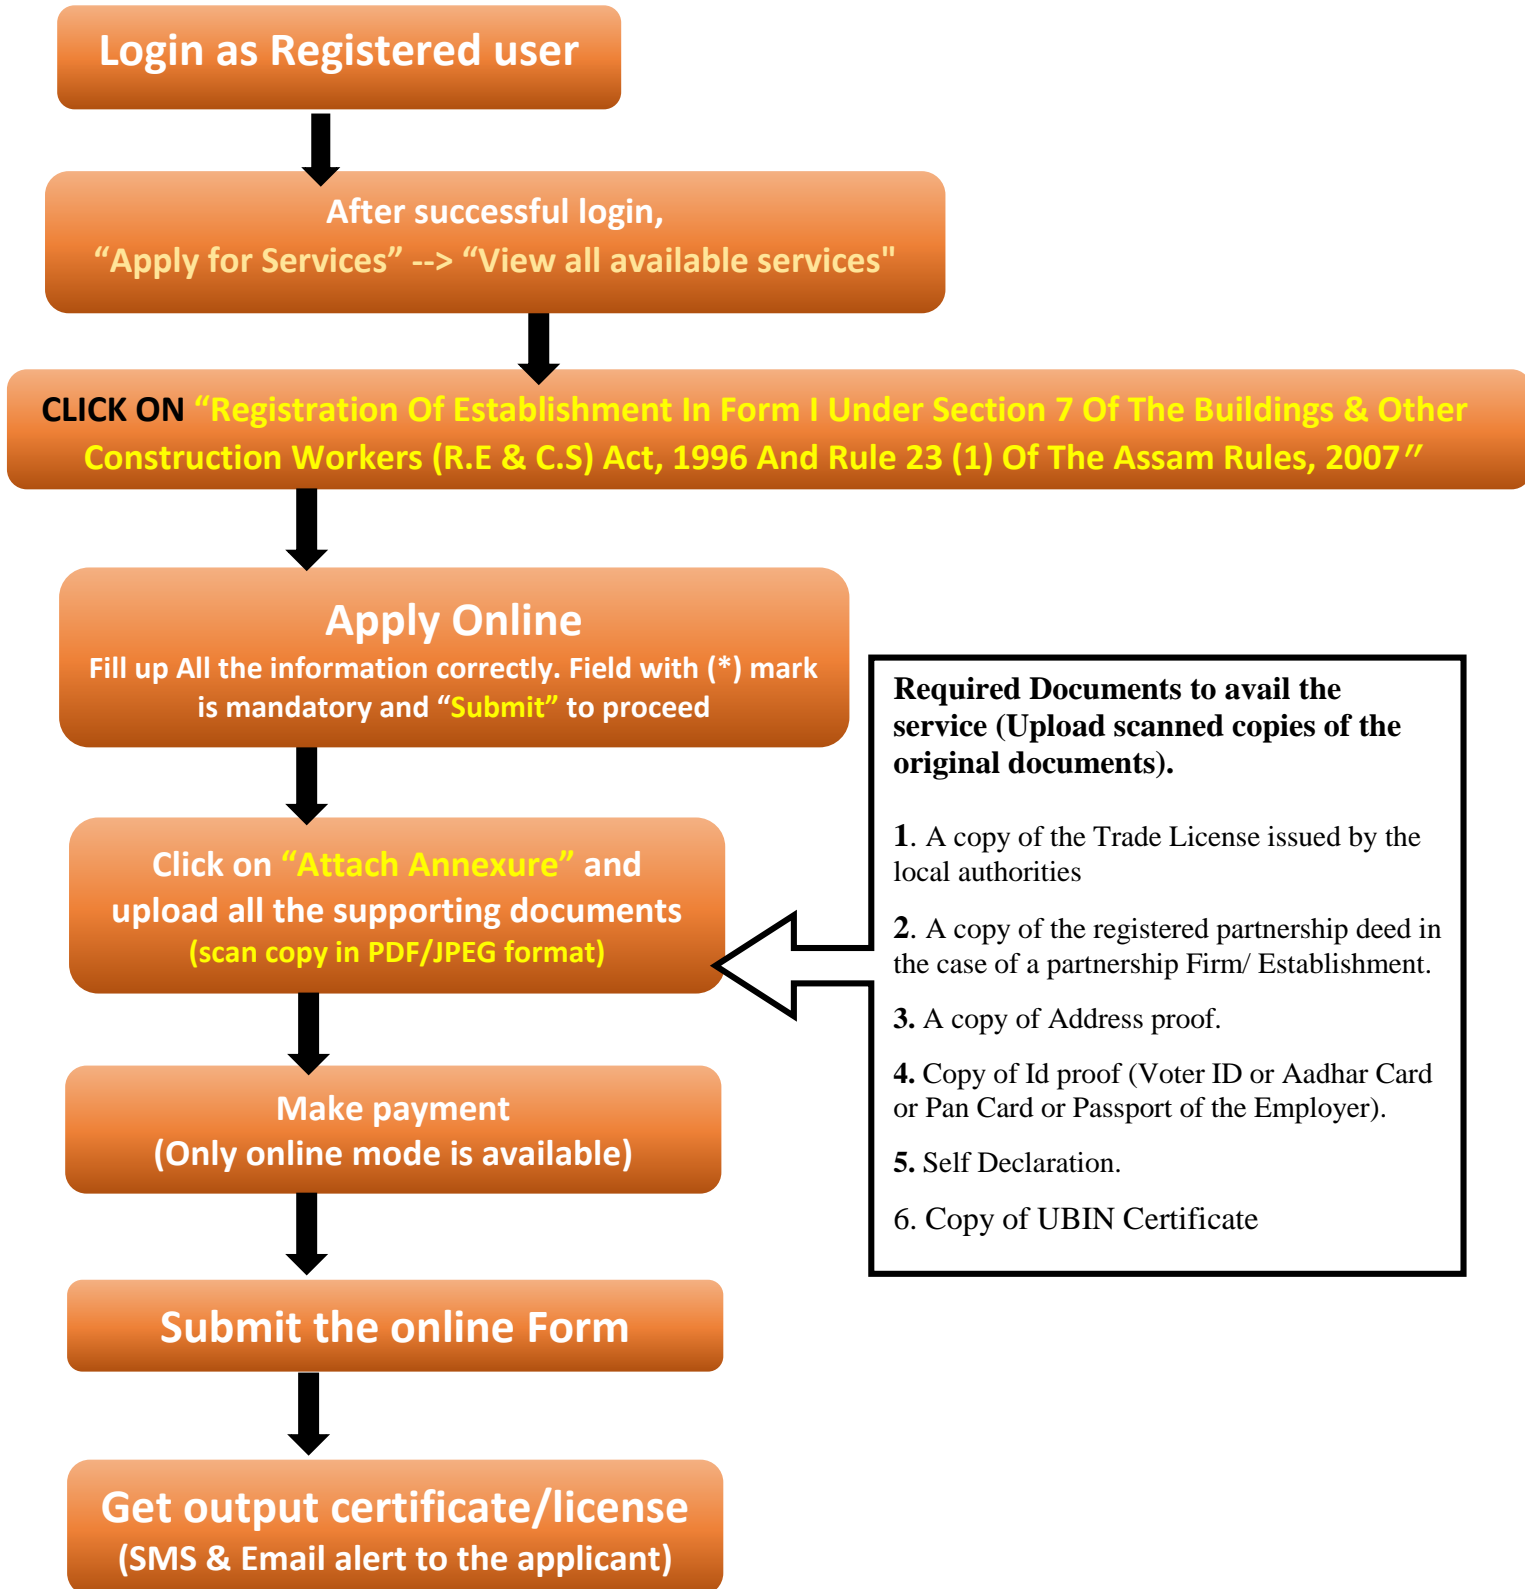 Login as Registered user
After successful login,
“Apply for Services” --> “View all available services"
CLICK ON “Registration Of Establishment In Form I Under Section 7 Of The Buildings & Other
Construction Workers (R.E & C.S) Act, 1996 And Rule 23 (1) Of The Assam Rules, 2007”
Apply Online
Fill up All the information correctly. Field with (*) mark
is mandatory and “Submit” to proceed
Click on “Attach Annexure” and
upload all the supporting documents
(scan copy in PDF/JPEG format)
Required Documents to avail the
service (Upload scanned copies of the
original documents).
1. A copy of the Trade License issued by the
local authorities
2. A copy of the registered partnership deed in
the case of a partnership Firm/ Establishment.
3. A copy of Address proof.
4. Copy of Id proof (Voter ID or Aadhar Card
or Pan Card or Passport of the Employer).
5. Self Declaration.
6. Copy of UBIN Certificate
Make payment
(Only online mode is available)
Submit the online Form
Get output certificate/license
(SMS & Email alert to the applicant)